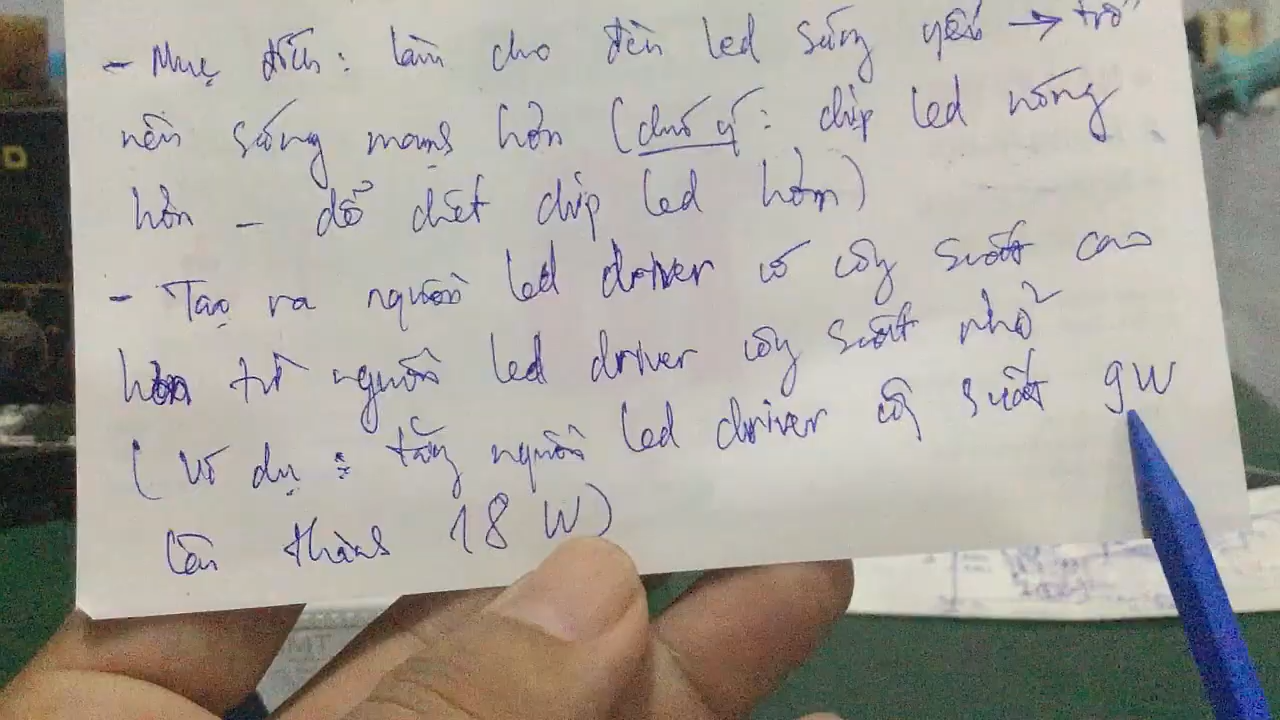 - Mục đích: làm cho đèn led sáng yếu → trở
nên sáng mạnh hơn (chú ý: chip led nóng
hơn - dễ chết chip led hơn)
- Tạo ra nguồn led driver có công suất cao
hơn từ nguồn led driver công suất nhỏ
(Ví dụ: tăng nguồn led driver công suất 9W
lên thành 18W)